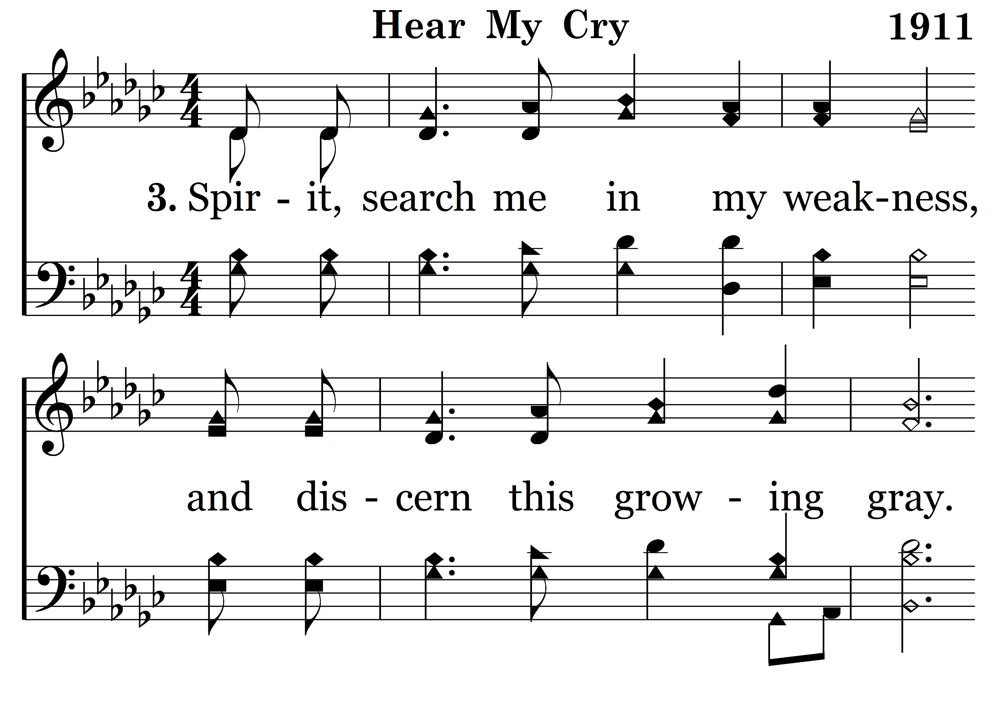 Hear My Cry 1911
3. Spir - it, search me in my weak-ness,
and dis - cern this grow - ing gray.